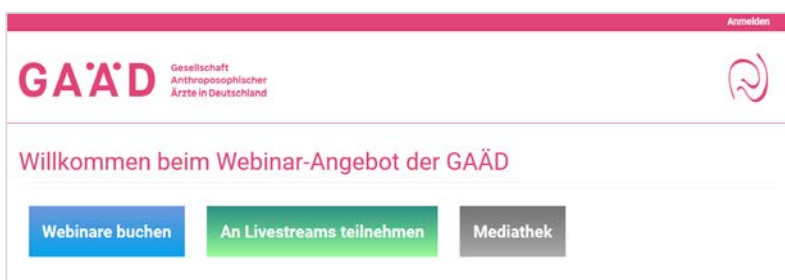 Anmelden
GAÄD
Gesellschaft
Anthroposophischer
Ärzte in Deutschland
Willkommen beim Webinar-Angebot der GAÄD
Webinare buchen
An Livestreams teilnehmen
Mediathek